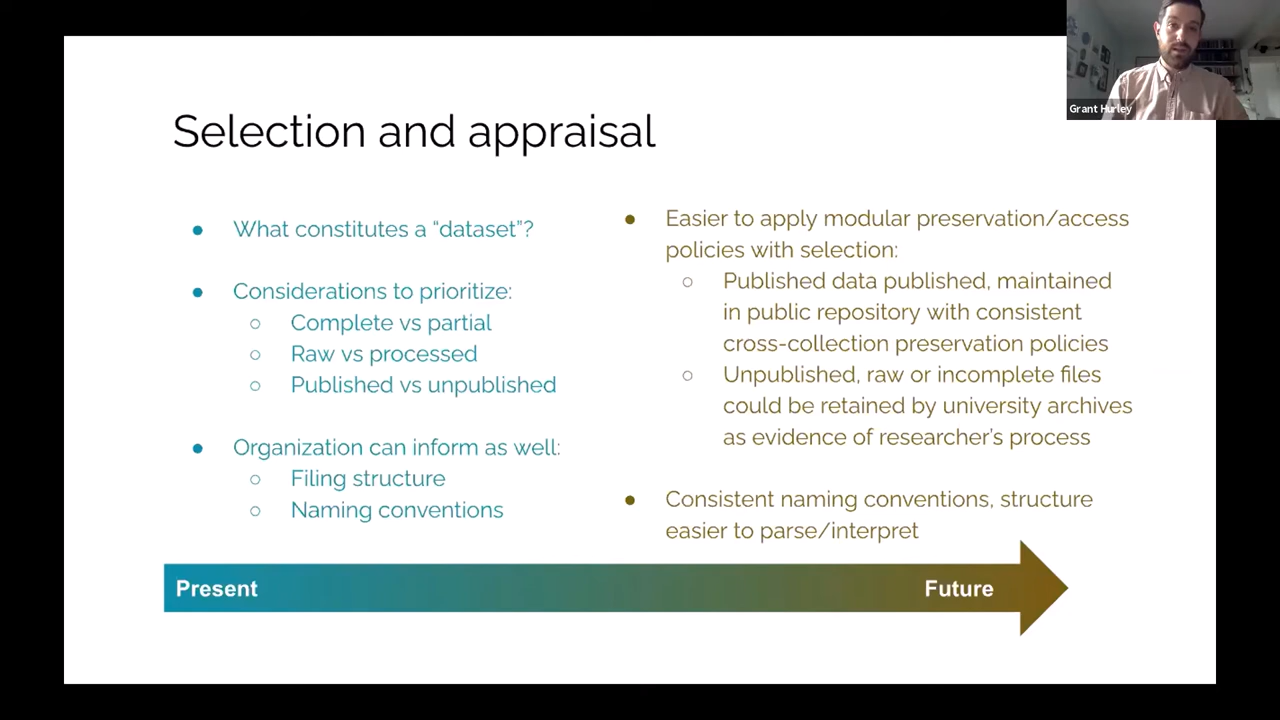 Grant Hurley
Selection and appraisal
● What constitutes a “dataset”?
● Considerations to prioritize:
○ Complete vs partial
○ Raw vs processed
○ Published vs unpublished
● Organization can inform as well:
○ Filing structure
○ Naming conventions
● Easier to apply modular preservation/access
policies with selection:
○ Published data published, maintained
in public repository with consistent
cross-collection preservation policies
○ Unpublished, raw or incomplete files
could be retained by university archives
as evidence of researcher’s process
● Consistent naming conventions, structure
easier to parse/interpret
Present
Future